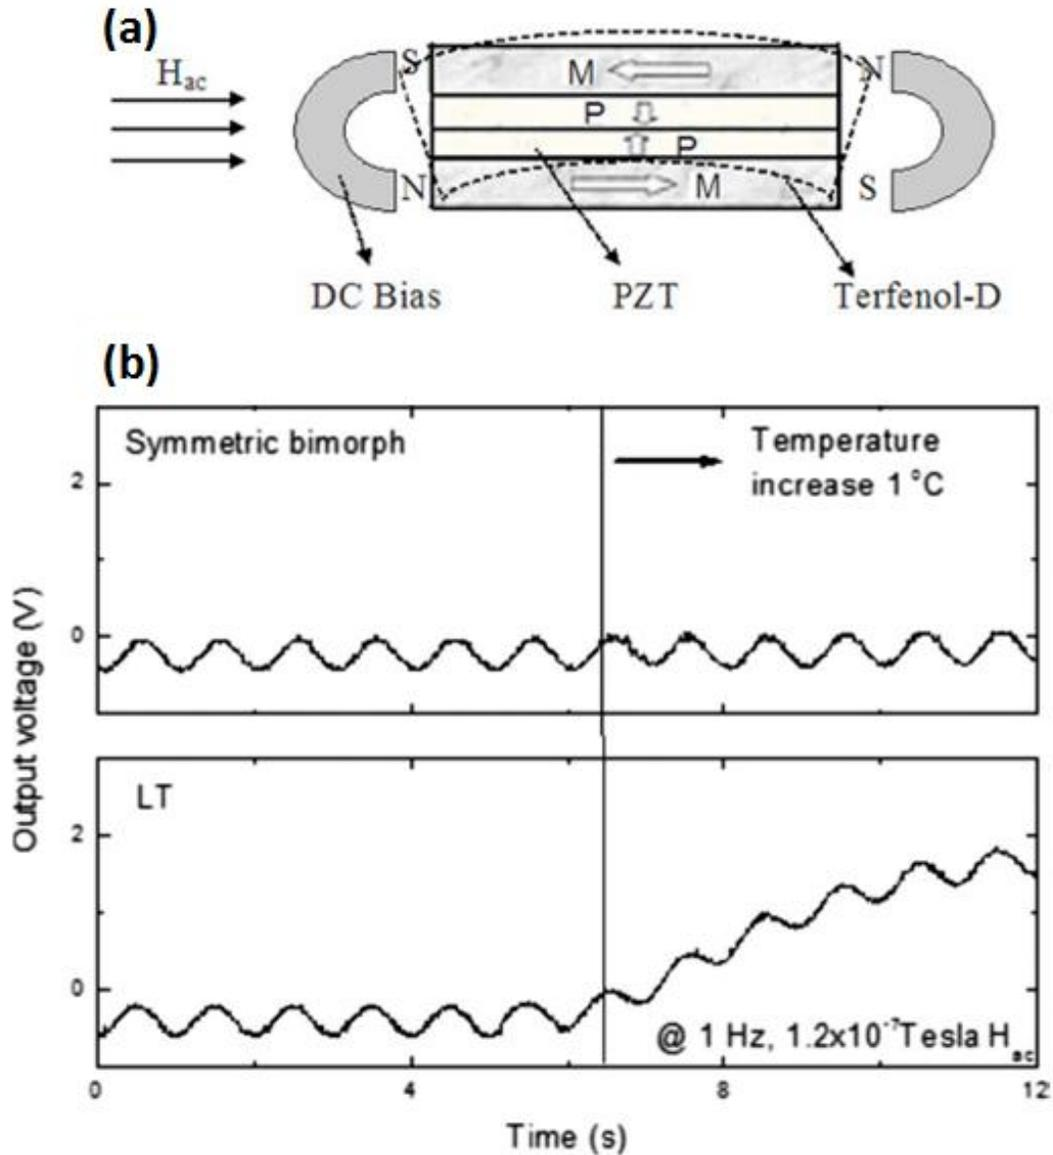 (a)
H_ac
S
M
N
P
P
N
M
S
DC Bias
PZT
Terfenol-D
(b)
Symmetric bimorph
Temperature
increase 1 °C
2
0
Output voltage (V)
LT
2
0
@ 1 Hz, 1.2x10⁻⁷Tesla H_ac
0
4
8
12
Time (s)